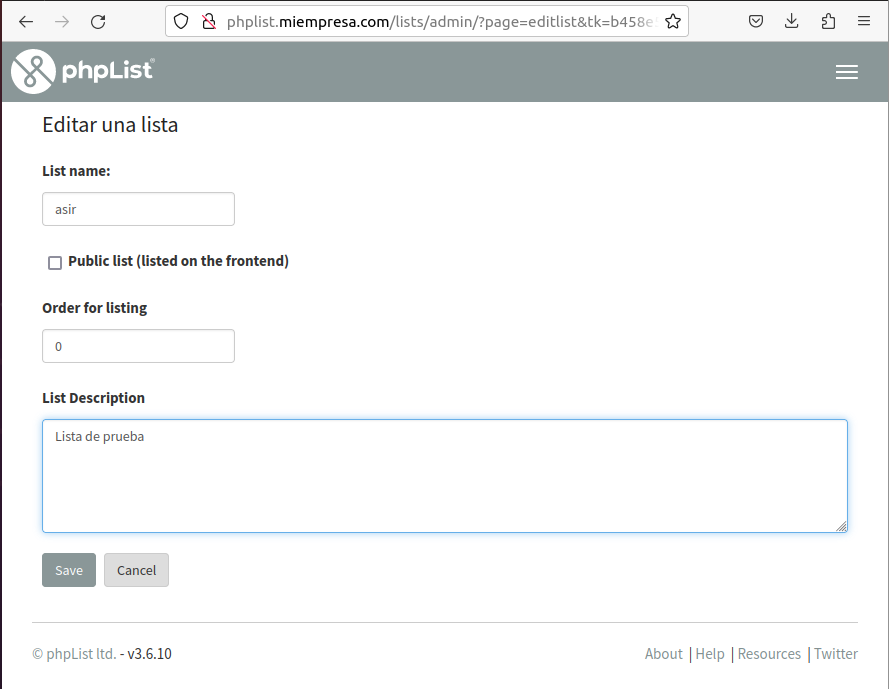 phplist.miempresa.com/lists/admin/?page=editlist&tk=b458e
phpList
Editar una lista
List name:
asir
Public list (listed on the frontend)
Order for listing
0
List Description
Lista de prueba
Save Cancel
© phpList ltd. - v3.6.10
About | Help | Resources | Twitter